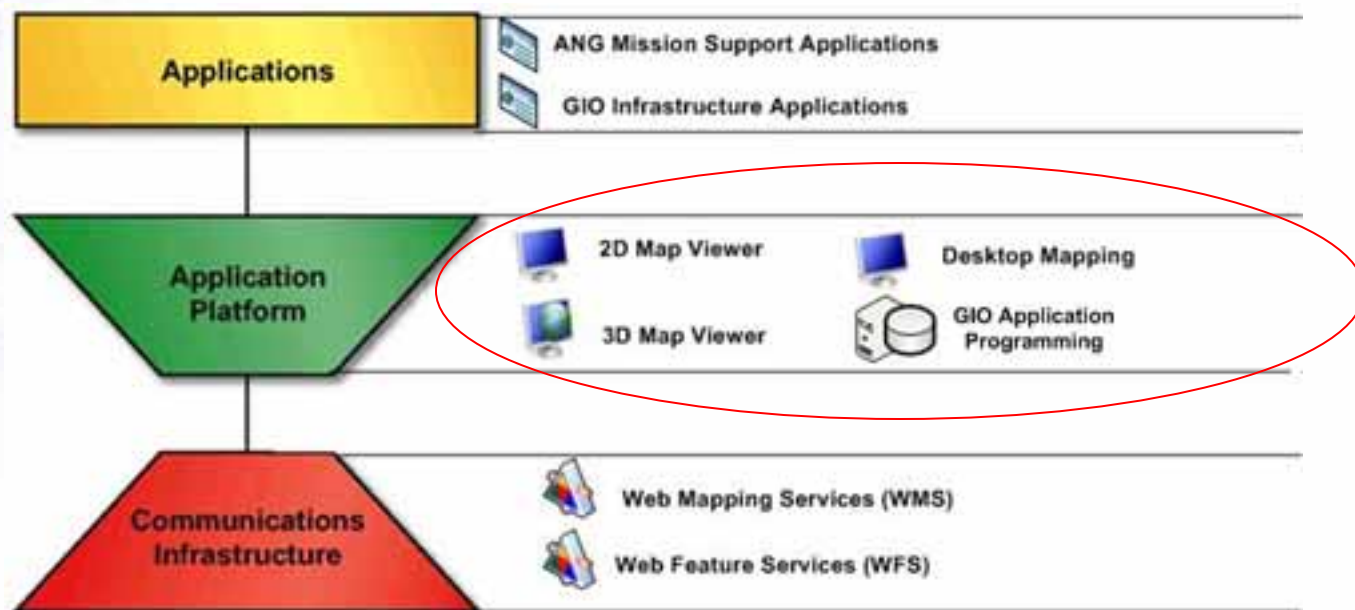 Applications
ANG Mission Support Applications
GIO Infrastructure Applications
Application
Platform
2D Map Viewer
Desktop Mapping
3D Map Viewer
GIO Application
Programming
Communications
Infrastructure
Web Mapping Services (WMS)
Web Feature Services (WFS)